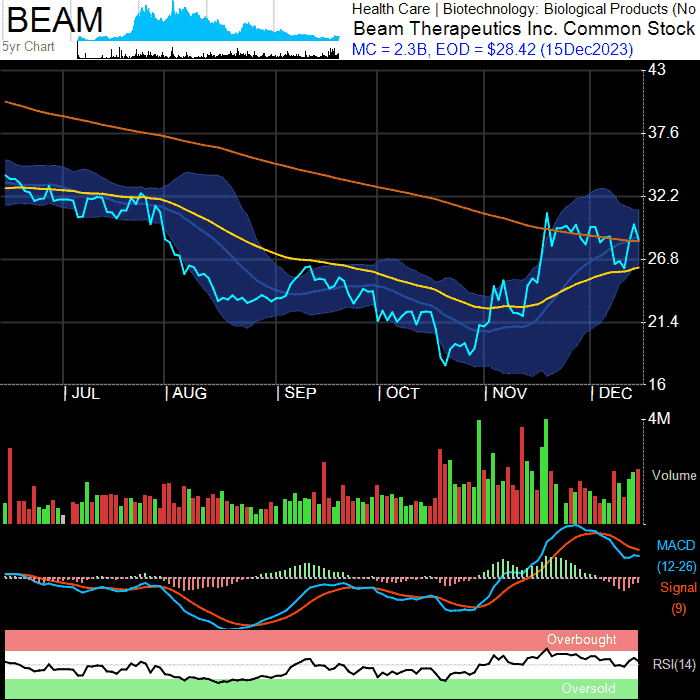 BEAM
5yr Chart
Health Care | Biotechnology: Biological Products (No
Beam Therapeutics Inc. Common Stock
MC = 2.3B, EOD = $28.42 (15Dec2023)
43
37.6
32.2
26.8
21.4
16
| JUL | AUG | SEP | OCT | NOV | DEC
4M
Volume
MACD
(12-26)
Signal
(9)
Overbought
RSI(14)
Oversold